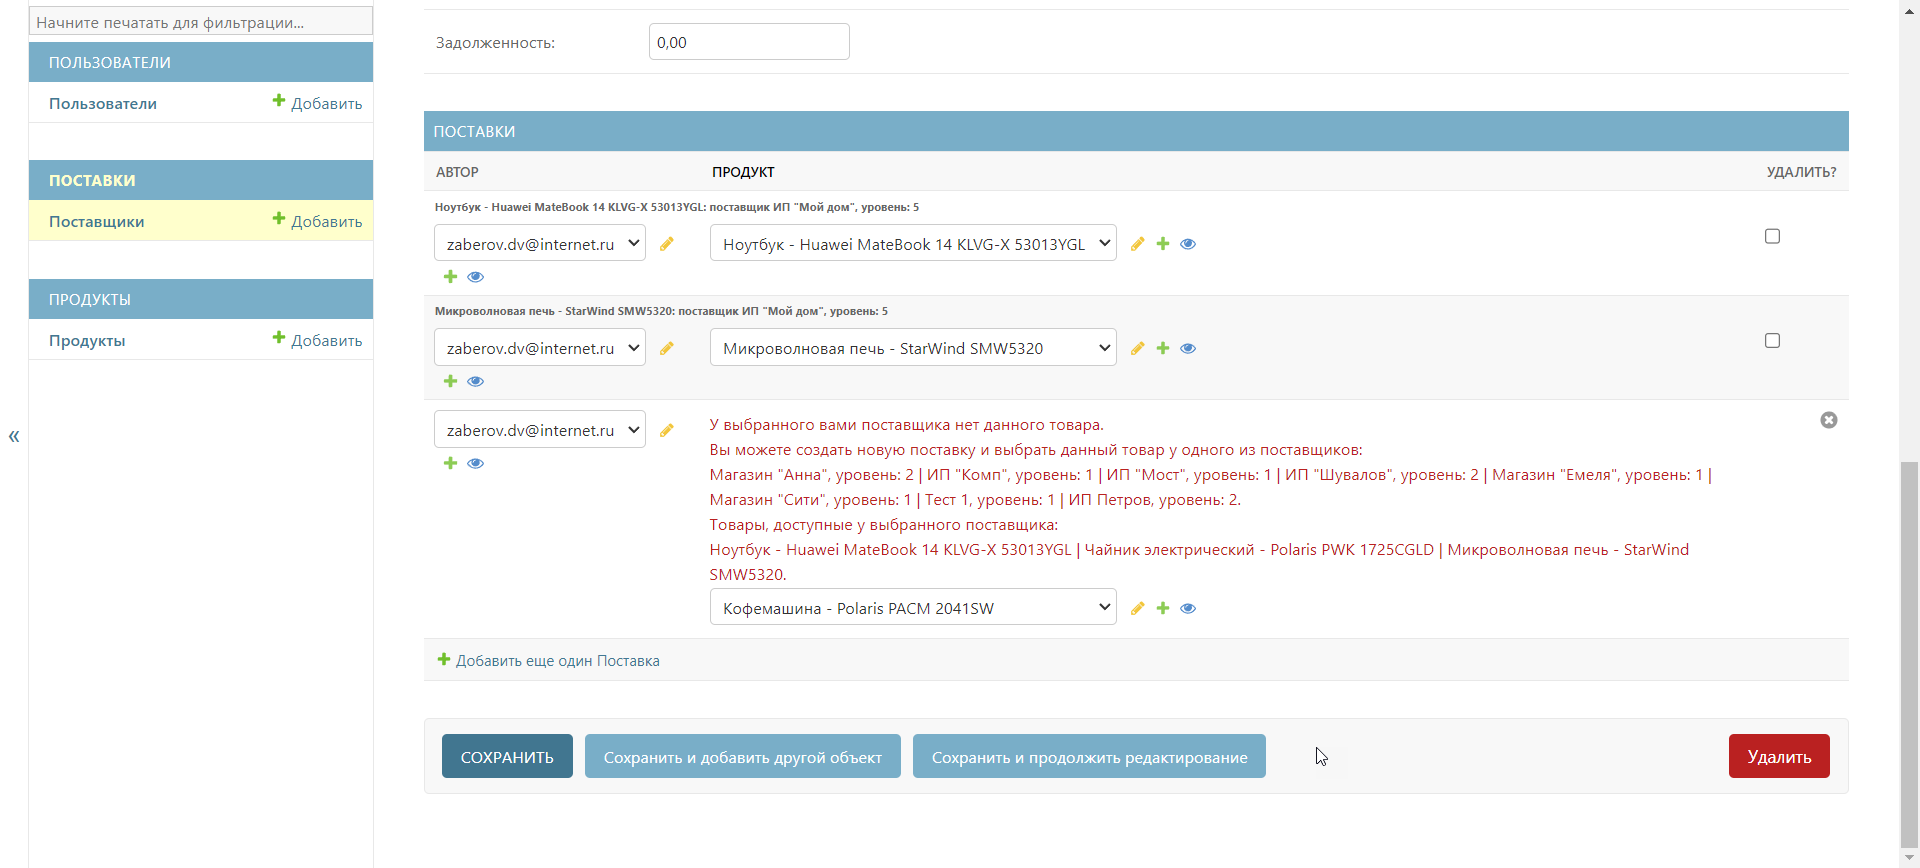 Начните печатать для фильтрации...
ПОЛЬЗОВАТЕЛИ
Пользователи
Добавить
ПОСТАВКИ
Поставщики
Добавить
ПРОДУКТЫ
Продукты
Добавить
«
Задолженность:
0,00
ПОСТАВКИ
АВТОР
ПРОДУКТ
УДАЛИТЬ?
Ноутбук - Huawei MateBook 14 KLVG-X 53013YGL: поставщик ИП "Мой дом", уровень: 5
zaberov.dv@internet.ru
Ноутбук - Huawei MateBook 14 KLVG-X 53013YGL
Микроволновая печь - StarWind SMW5320: поставщик ИП "Мой дом", уровень: 5
zaberov.dv@internet.ru
Микроволновая печь - StarWind SMW5320
zaberov.dv@internet.ru
У выбранного вами поставщика нет данного товара.
Вы можете создать новую поставку и выбрать данный товар у одного из поставщиков:
Магазин "Анна", уровень: 2 | ИП "Комп", уровень: 1 | ИП "Мост", уровень: 1 | ИП "Шувалов", уровень: 2 | Магазин "Емеля", уровень: 1 |
Магазин "Сити", уровень: 1 | Тест 1, уровень: 1 | ИП Петров, уровень: 2.
Товары, доступные у выбранного поставщика:
Ноутбук - Huawei MateBook 14 KLVG-X 53013YGL | Чайник электрический - Polaris PWK 1725CGLD | Микроволновая печь - StarWind
SMW5320.
Кофемашина - Polaris PACM 2041SW
Добавить еще один Поставка
СОХРАНИТЬ
Сохранить и добавить другой объект
Сохранить и продолжить редактирование
Удалить